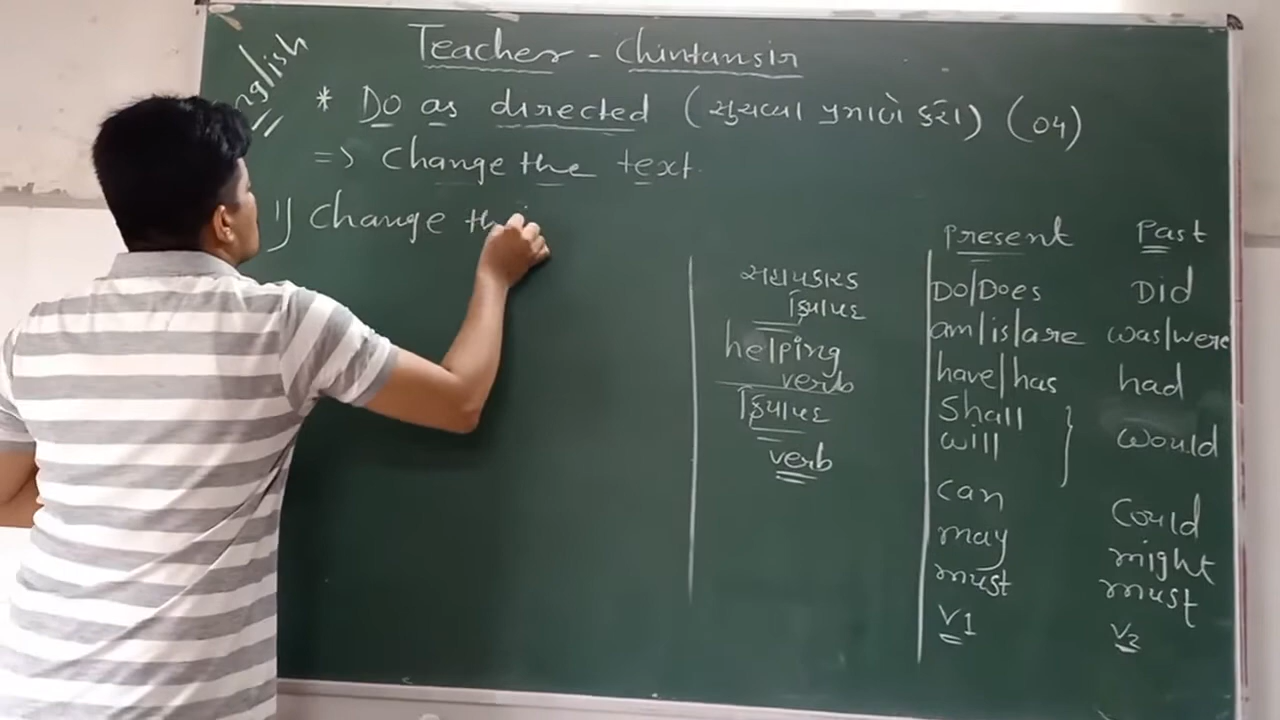 English
Teacher - Chintansir
* Do as directed (સુચવ્યા પ્રમાણે કરો) (04)
=> Change the text.
1) Change th
સહાયકારક
ક્રિયાપદ
helping
verb
ક્રિયાપદ
verb
present Past
Do/Does Did
am/is/are was/were
have/has had
Shall
will } would
can Could
may might
must must
V1 V2